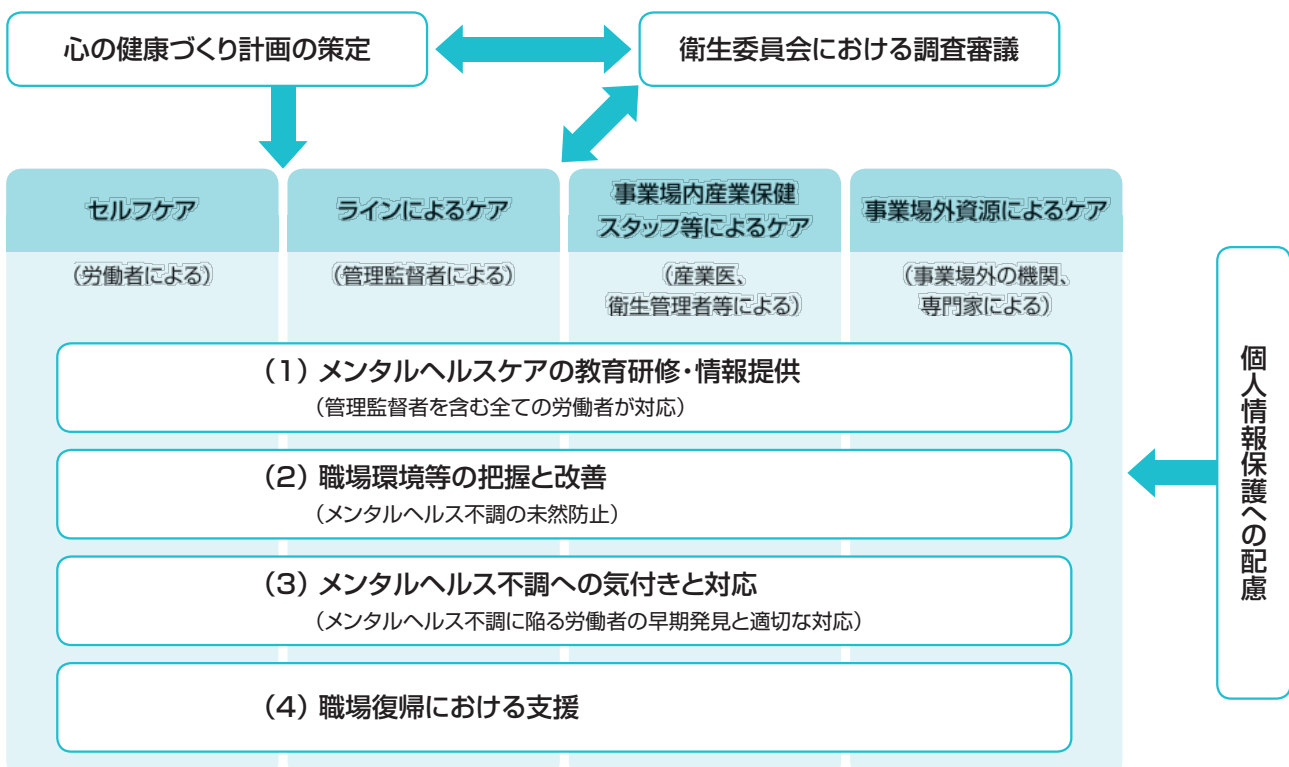 心の健康づくり計画の策定
衛生委員会における調査審議
セルフケア
(労働者による)
ラインによるケア
(管理監督者による)
事業場内産業保健
スタッフ等によるケア
(産業医、
衛生管理者等による)
事業場外資源によるケア
(事業場外の機関、
専門家による)
(1) メンタルヘルスケアの教育研修・情報提供
(管理監督者を含む全ての労働者が対応)
(2) 職場環境等の把握と改善
(メンタルヘルス不調の未然防止)
(3) メンタルヘルス不調への気付きと対応
(メンタルヘルス不調に陥る労働者の早期発見と適切な対応)
(4) 職場復帰における支援
個人情報保護への配慮